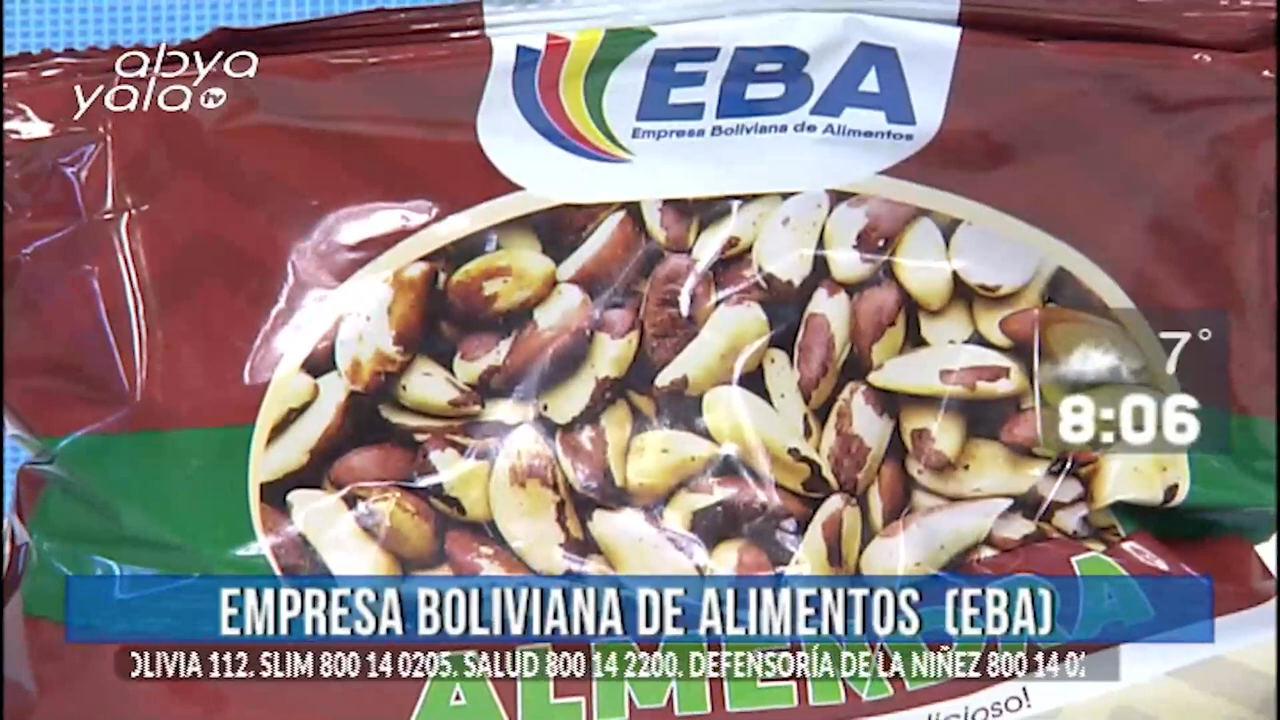 abya
yala tv
EBA
Empresa Boliviana de Alimentos
7°
8:06
EMPRESA BOLIVIANA DE ALIMENTOS (EBA)
OLIVIA 112. SLIM 800 14 0205. SALUD 800 14 2200. DEFENSORÍA DE LA NIÑEZ 800 14 0
ALMENDRA